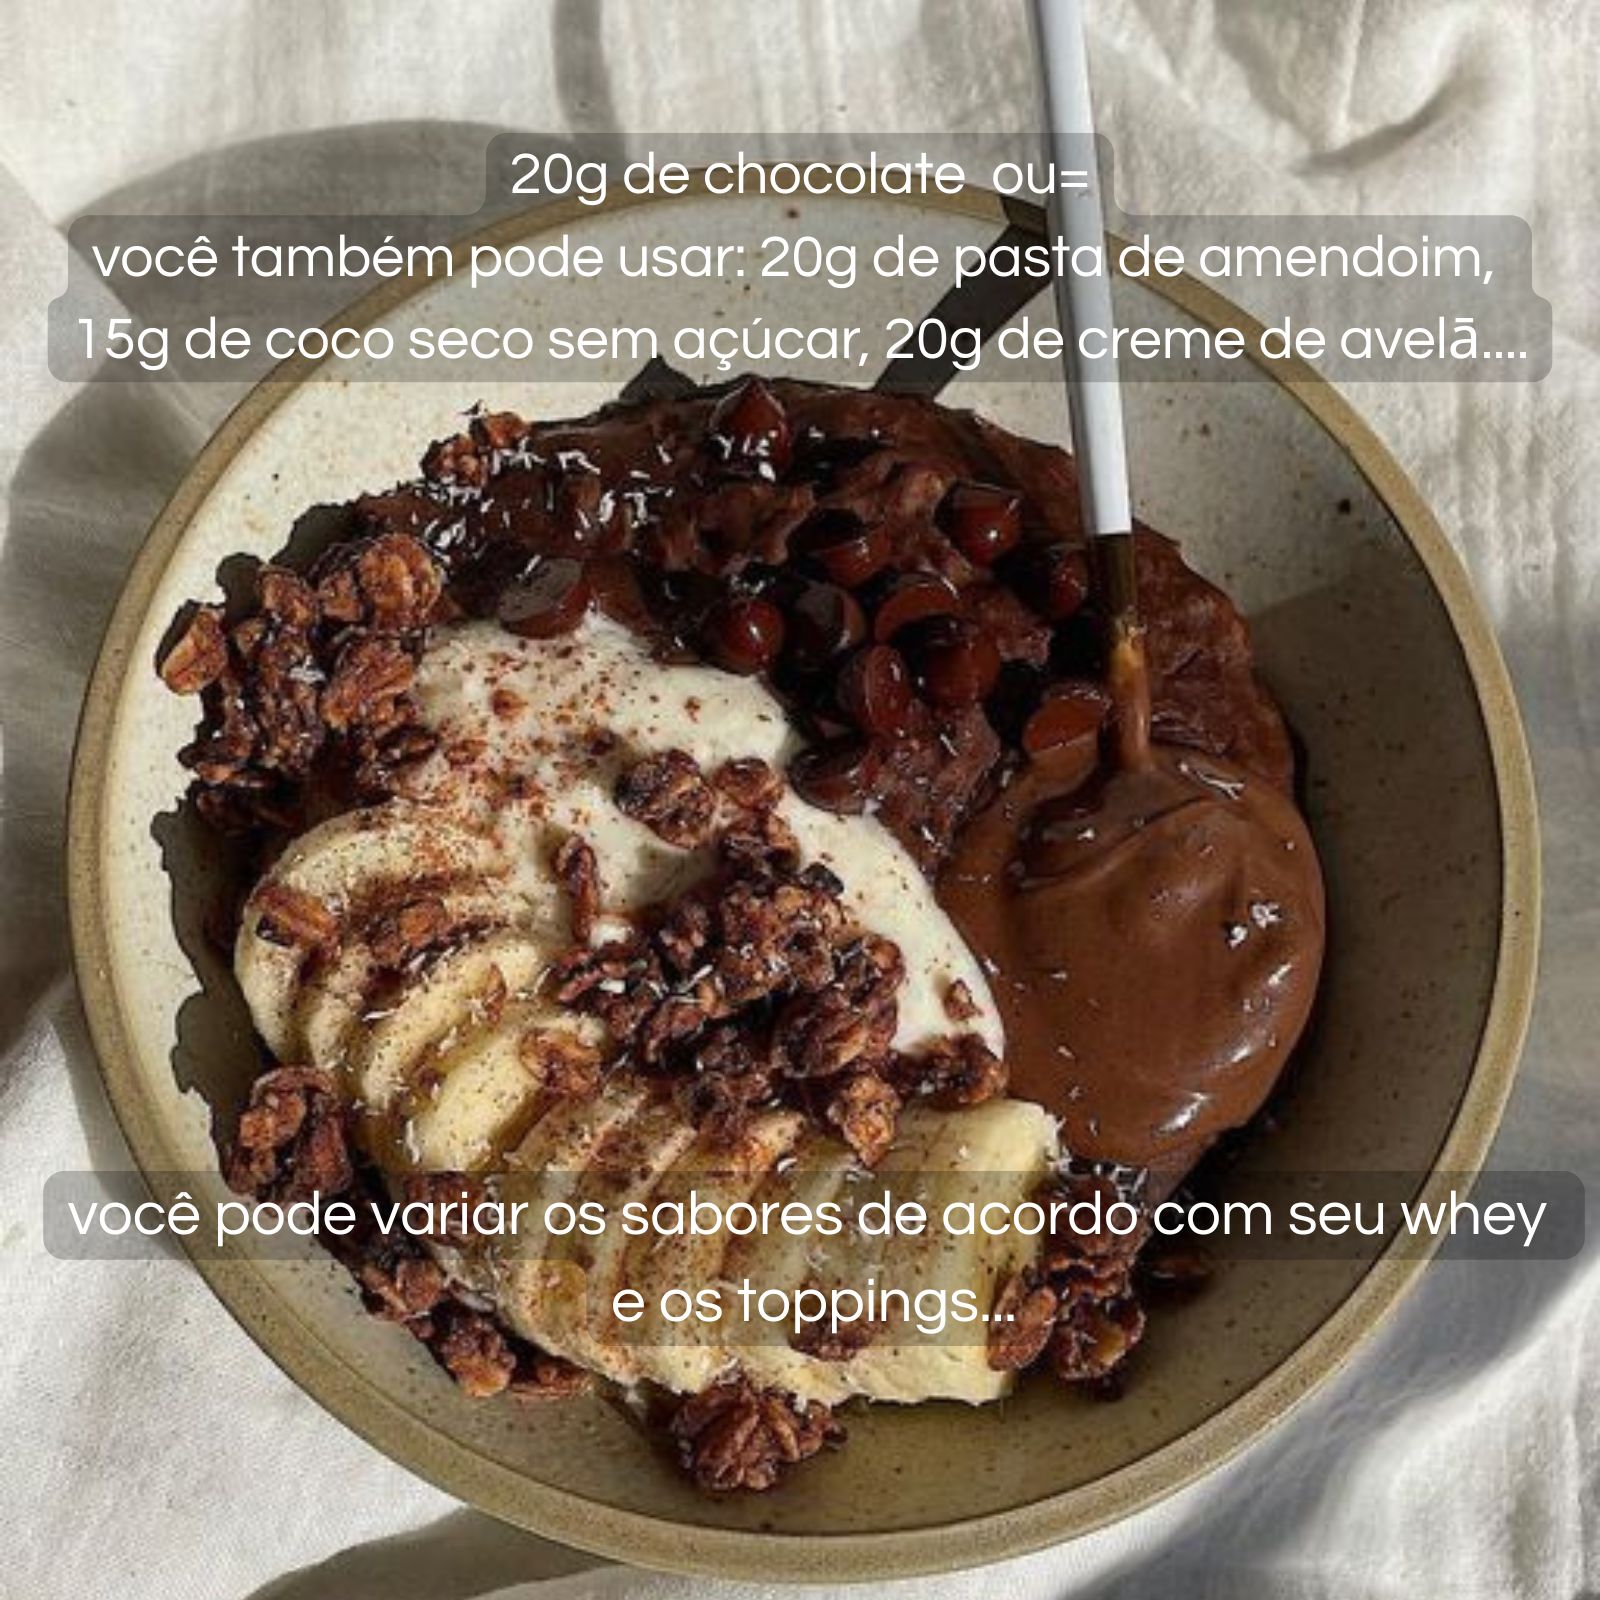 20g de chocolate  ou=
você também pode usar: 20g de pasta de amendoim,
15g de coco seco sem açúcar, 20g de creme de avelā....
você pode variar os sabores de acordo com seu whey
e os toppings...